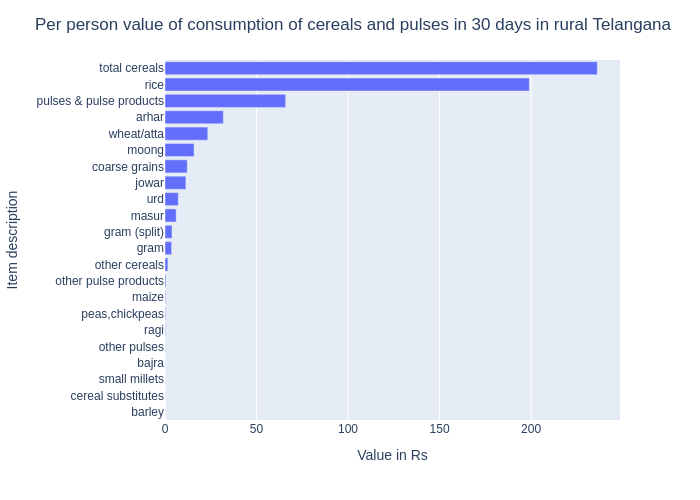 Per person value of consumption of cereals and pulses in 30 days in rural Telangana
Item description
total cereals
rice
pulses & pulse products
arhar
wheat/atta
moong
coarse grains
jowar
urd
masur
gram (split)
gram
other cereals
other pulse products
maize
peas,chickpeas
ragi
other pulses
bajra
small millets
cereal substitutes
barley
0 50 100 150 200
Value in Rs